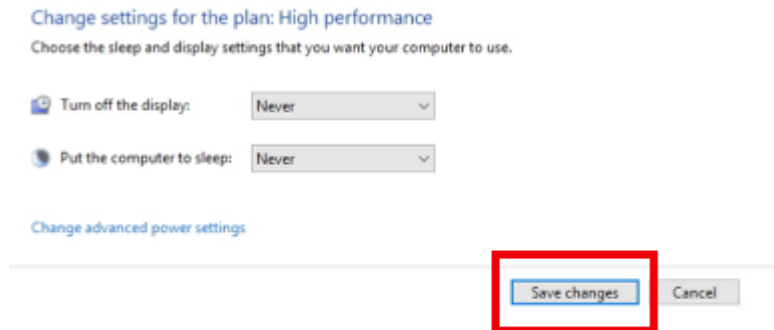 Change settings for the plan: High performance
Choose the sleep and display settings that you want your computer to use.
Turn off the display: Never
Put the computer to sleep: Never
Change advanced power settings
Save changes Cancel